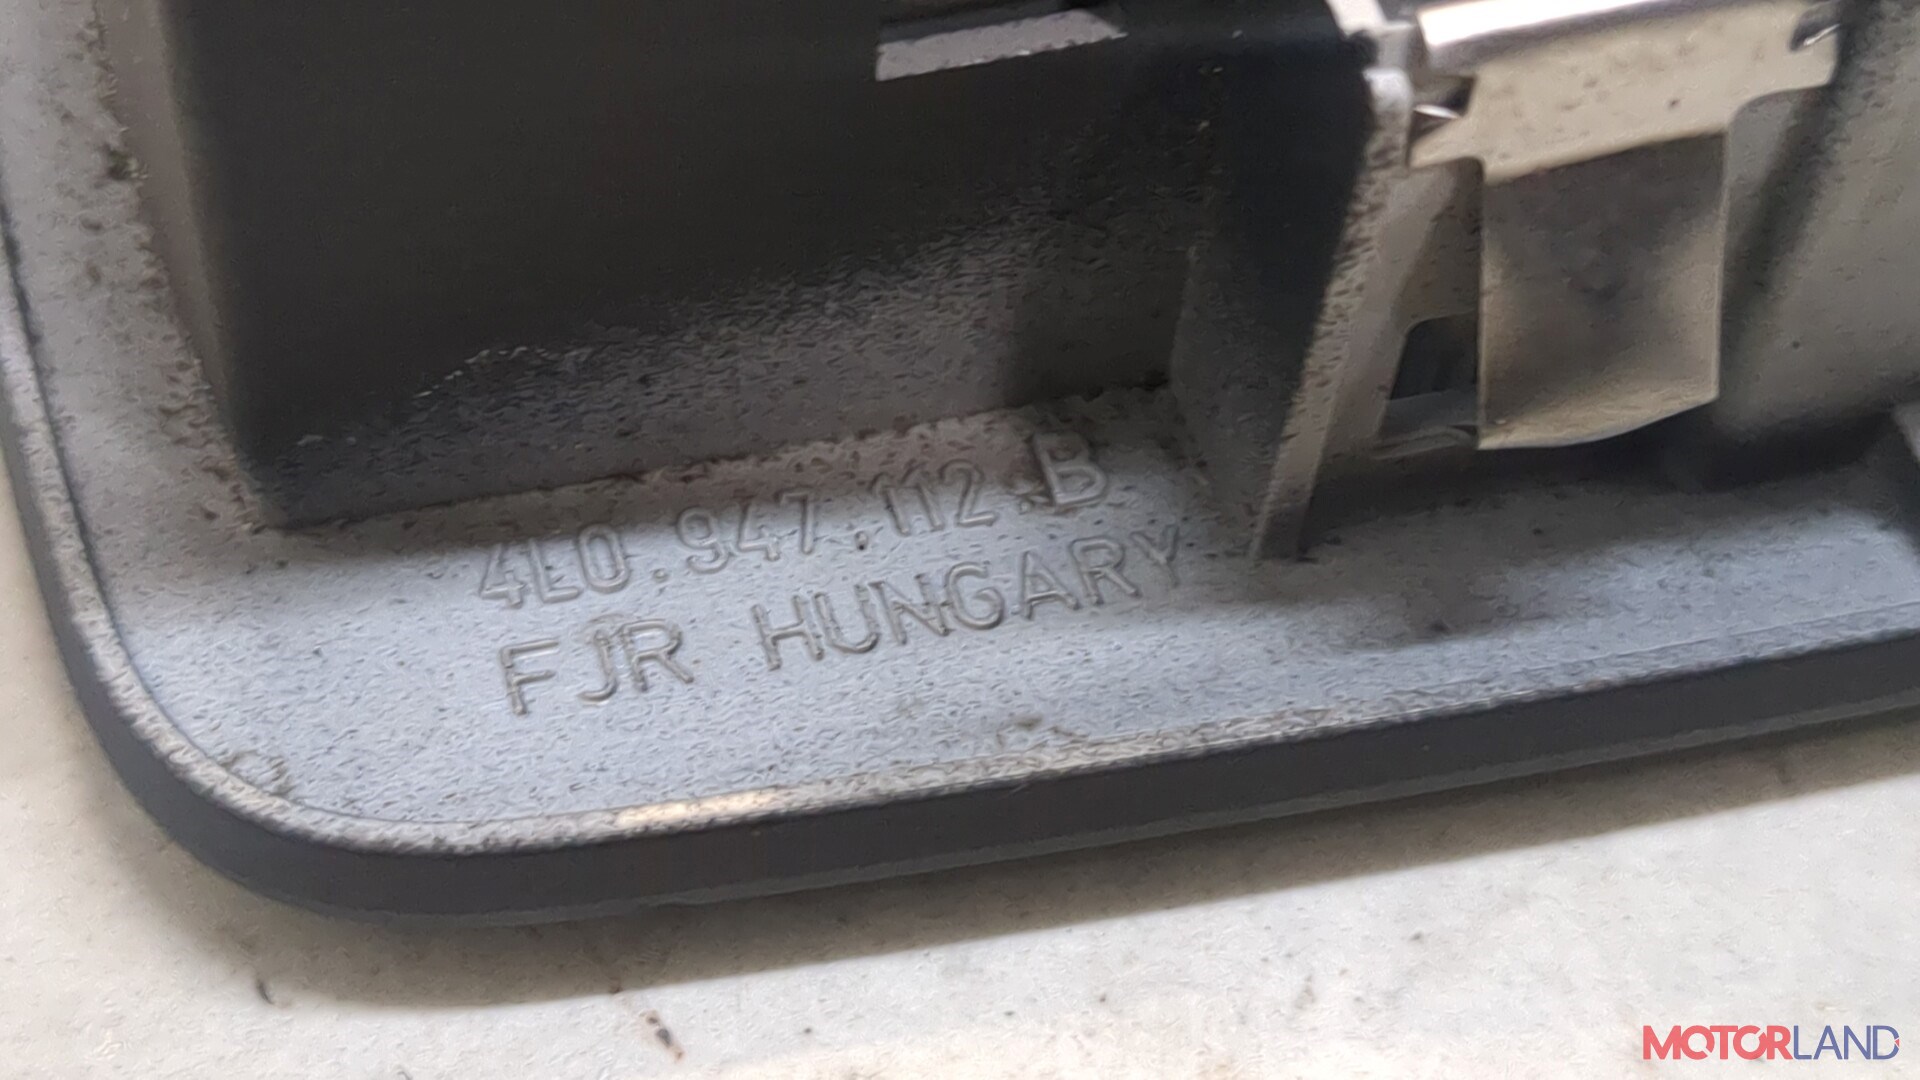 4L0.947.112.B
FJR HUNGARY
MOTORLAND